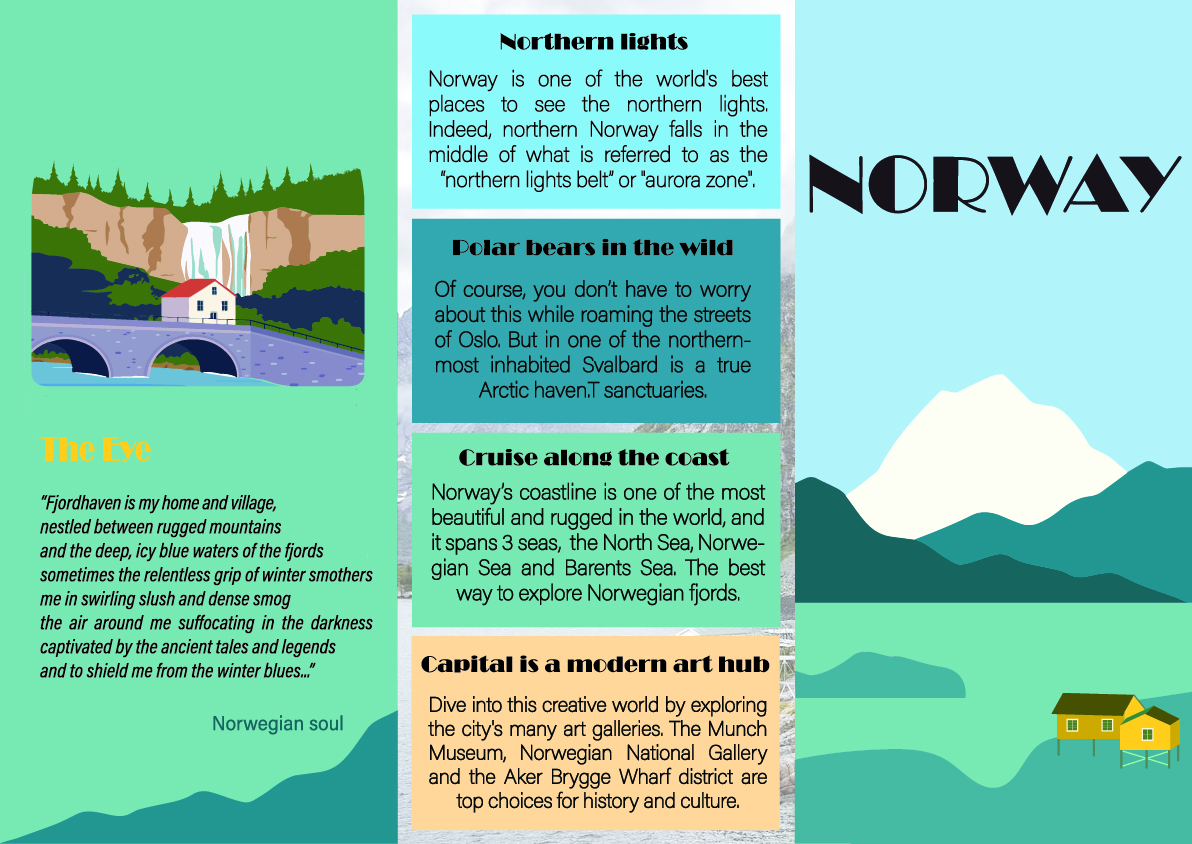 The Eye
"Fjordhaven is my home and village,
nestled between rugged mountains
and the deep, icy blue waters of the fjords
sometimes the relentless grip of winter smothers
me in swirling slush and dense smog
the air around me suffocating in the darkness
captivated by the ancient tales and legends
and to shield me from the winter blues..."
Norwegian soul
Northern lights
Norway is one of the world's best
places to see the northern lights.
Indeed, northern Norway falls in the
middle of what is referred to as the
"northern lights belt" or "aurora zone".
Polar bears in the wild
Of course, you don't have to worry
about this while roaming the streets
of Oslo. But in one of the northern-
most inhabited Svalbard is a true
Arctic haven.T sanctuaries.
Cruise along the coast
Norway's coastline is one of the most
beautiful and rugged in the world, and
it spans 3 seas, the North Sea, Norwe-
gian Sea and Barents Sea. The best
way to explore Norwegian fjords.
Capital is a modern art hub
Dive into this creative world by exploring
the city's many art galleries. The Munch
Museum, Norwegian National Gallery
and the Aker Brygge Wharf district are
top choices for history and culture.
NORWAY